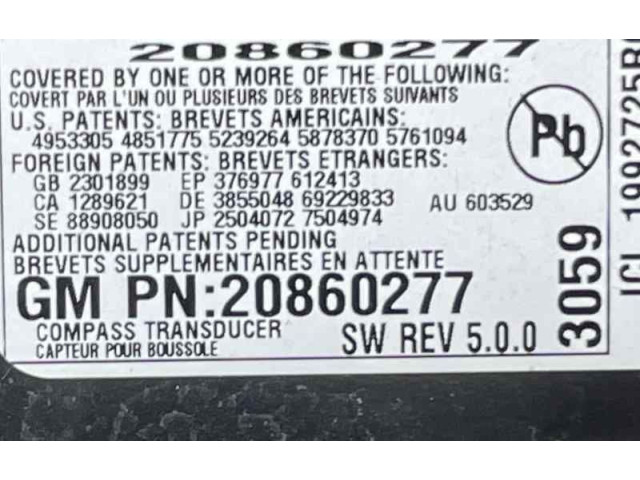 20860277
COVERED BY ONE OR MORE OF THE FOLLOWING:
COVERT PAR L'UN OU PLUSIEURS DES BREVETS SUIVANTS
U.S. PATENTS: BREVETS AMERICAINS:
4953305 4851775 5239264 5878370 5761094
FOREIGN PATENTS: BREVETS ETRANGERS:
GB 2301899 EP 376977 612413
CA 1289621 DE 3855048 69229833 AU 603529
SE 88908050 JP 2504072 7504974
ADDITIONAL PATENTS PENDING
BREVETS SUPPLEMENTAIRES EN ATTENTE
GM PN:20860277
COMPASS TRANSDUCER SW REV 5.0.0
CAPTEUR POUR BOUSSOLE
Pb
3059